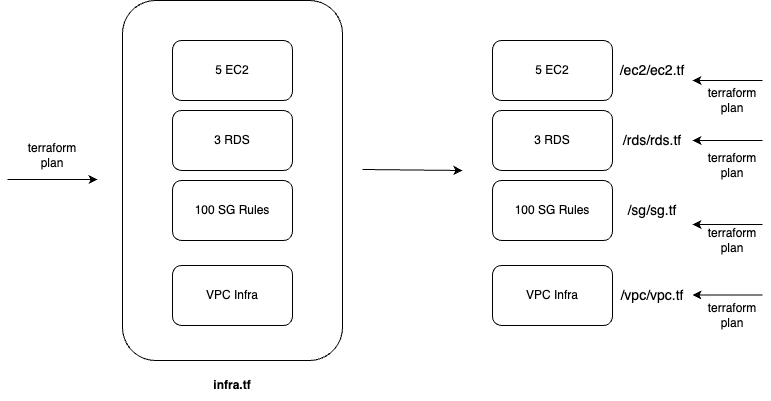 terraform
plan
5 EC2
3 RDS
100 SG Rules
VPC Infra
infra.tf
5 EC2
/ec2/ec2.tf
terraform
plan
3 RDS
/rds/rds.tf
terraform
plan
100 SG Rules
/sg/sg.tf
terraform
plan
VPC Infra
/vpc/vpc.tf
terraform
plan